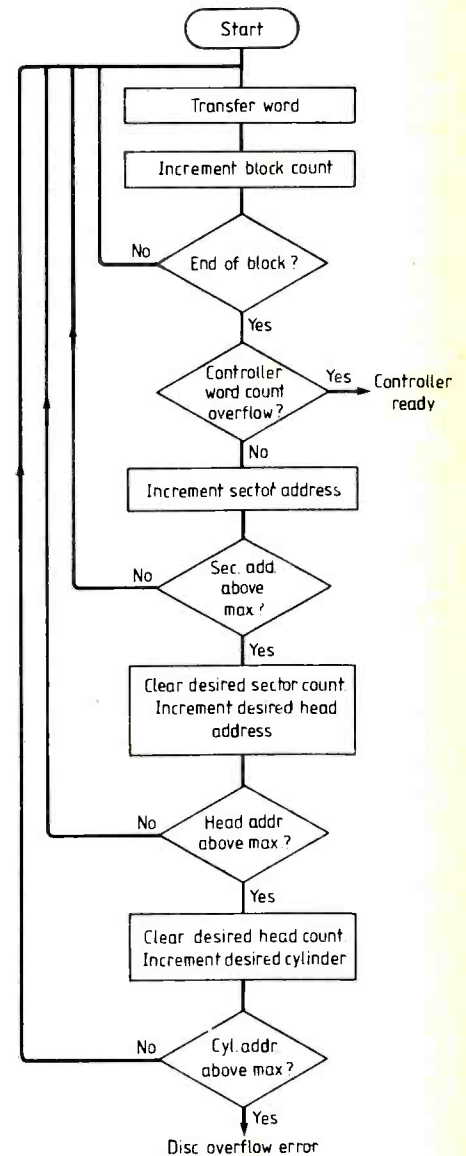 Start
Transfer word
Increment block count
No
End of block?
Yes
Controller
word count
overflow?
Yes
Controller
ready
No
Increment sector address
No
Sec. add.
above
max.?
Yes
Clear desired sector count.
Increment desired head
address
No
Head addr
above max.?
Yes
Clear desired head count.
Increment desired cylinder
No
Cyl. addr.
above max.?
Yes
Disc overflow error